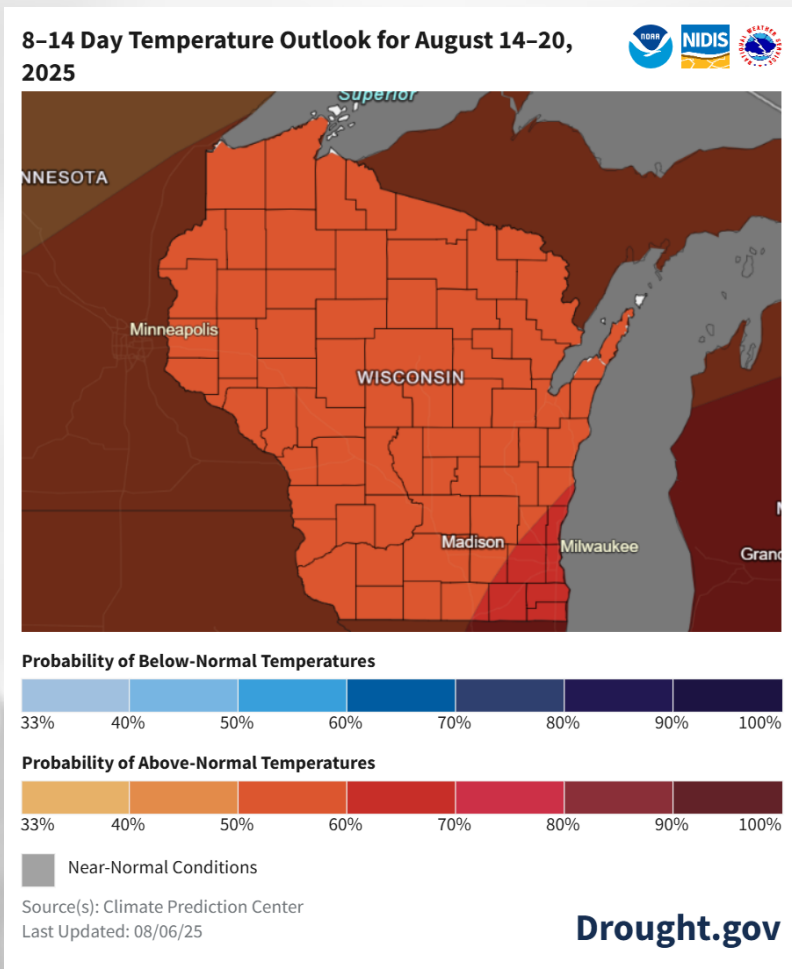 8–14 Day Temperature Outlook for August 14–20,
2025
NOAA
NIDIS
NATIONAL WEATHER SERVICE
Superior
NNESOTA
Minneapolis
WISCONSIN
Madison
Milwaukee
Grand
Probability of Below-Normal Temperatures
33% 40% 50% 60% 70% 80% 90% 100%
Probability of Above-Normal Temperatures
33% 40% 50% 60% 70% 80% 90% 100%
Near-Normal Conditions
Source(s): Climate Prediction Center
Last Updated: 08/06/25
Drought.gov